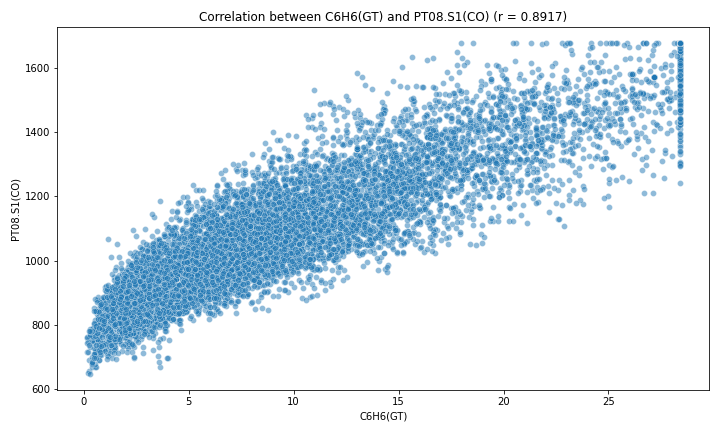 Correlation between C6H6(GT) and PT08.S1(CO) (r = 0.8917)
PT08.S1(CO)
1600
1400
1200
1000
800
600
0 5 10 15 20 25
C6H6(GT)